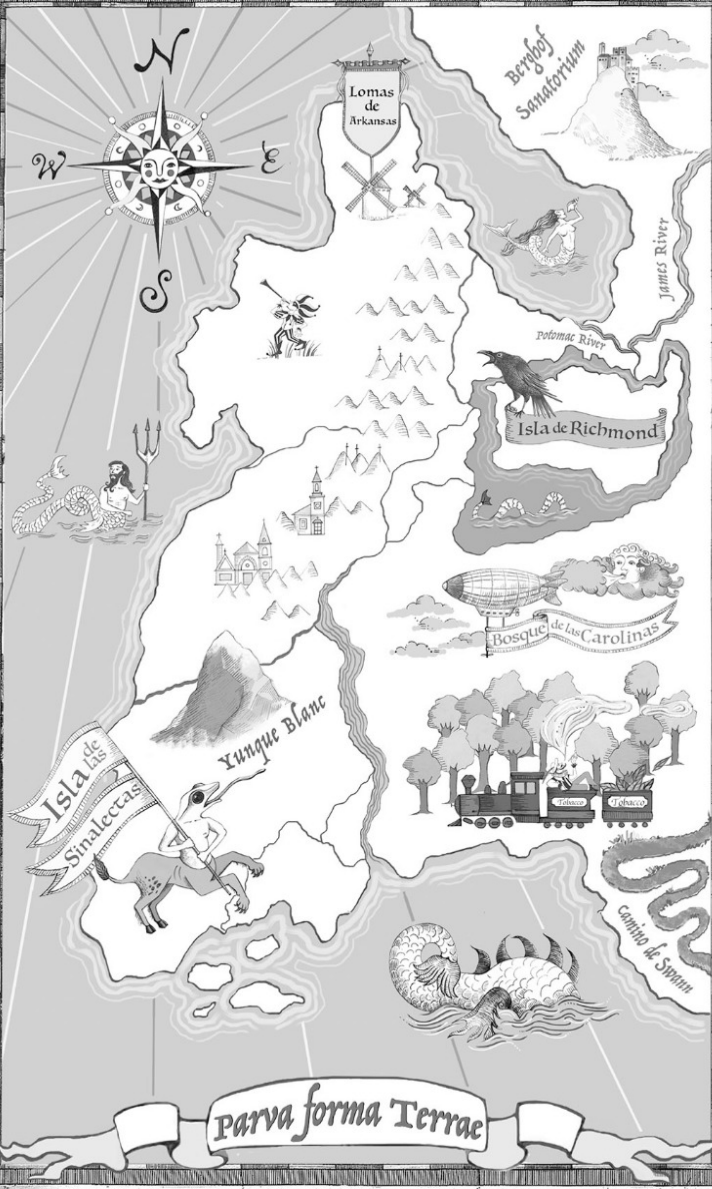 N
W
E
S
Lomas
de
Arkansas
Berghof
Sanatorium
James River
Potomac River
Isla de Richmond
Bosque de las Carolinas
Yunque Blanc
Isla de las
Sinalectas
Tobacco
Tobacco
camino de Swann
Parva forma Terrae